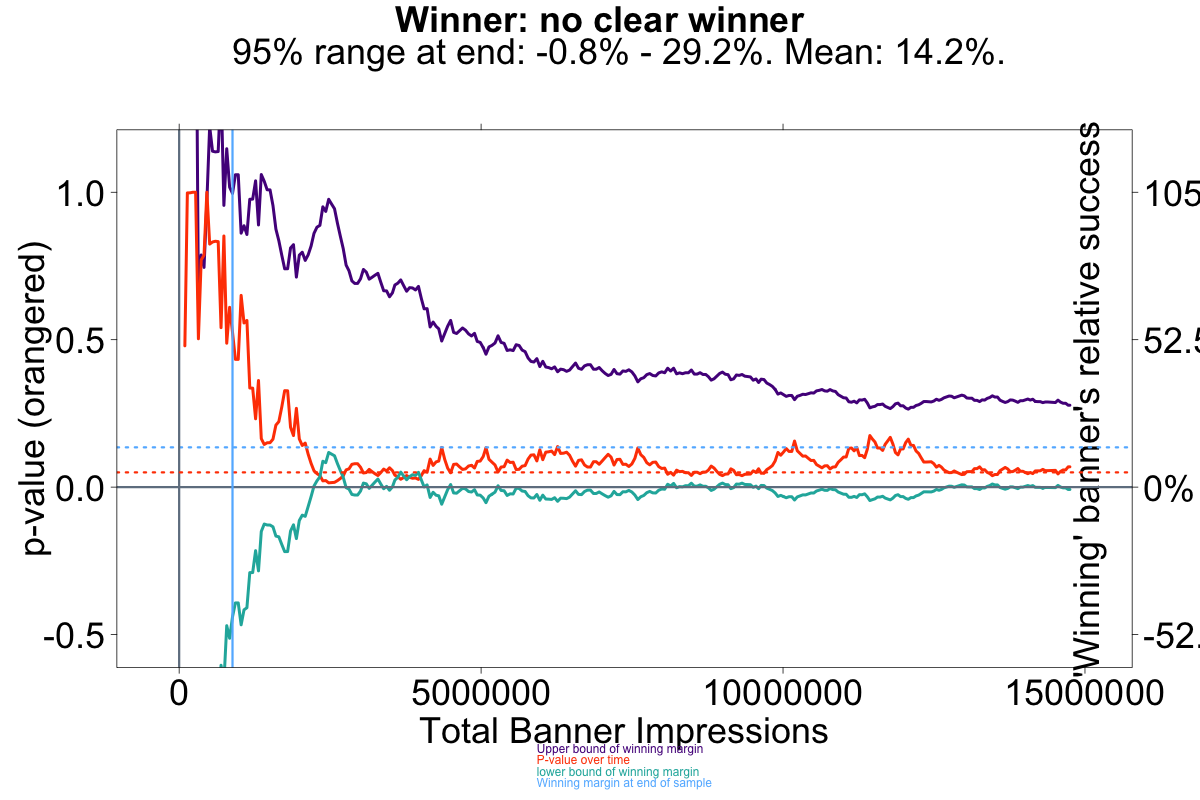 Winner: no clear winner
95% range at end: -0.8% - 29.2%. Mean: 14.2%.
p-value (orangered)
1.0
0.5
0.0
-0.5
105
52.5
0%
-52.
'Winning' banner's relative success
0
5000000
10000000
15000000
Total Banner Impressions
Upper bound of winning margin
P-value over time
lower bound of winning margin
Winning margin at end of sample